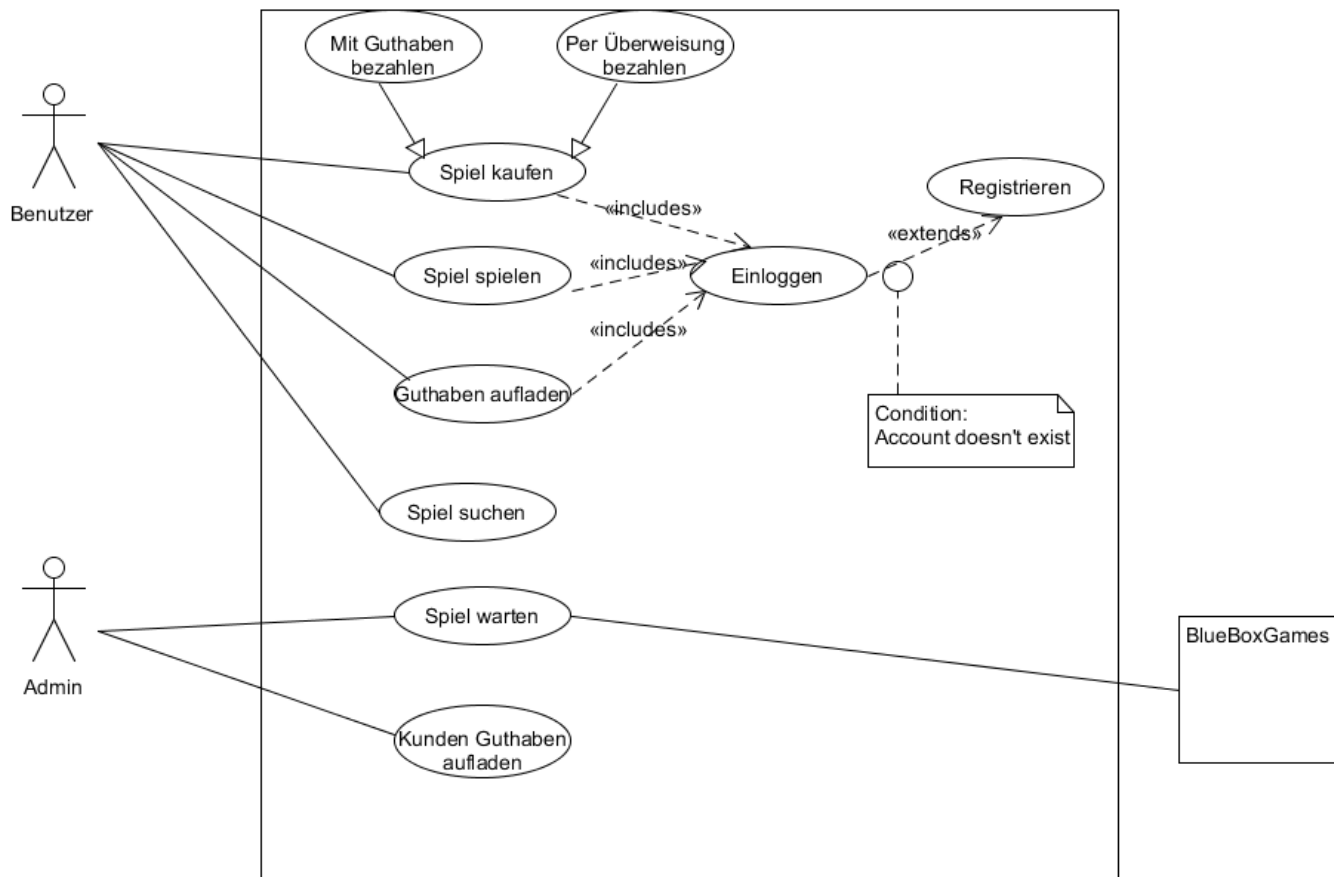 Mit Guthaben
bezahlen
Per Überweisung
bezahlen
Benutzer
Spiel kaufen
«includes»
Registrieren
«extends»
Spiel spielen
«includes»
Einloggen
«includes»
Guthaben aufladen
Condition:
Account doesn't exist
Spiel suchen
Admin
Spiel warten
BlueBoxGames
Kunden Guthaben
aufladen